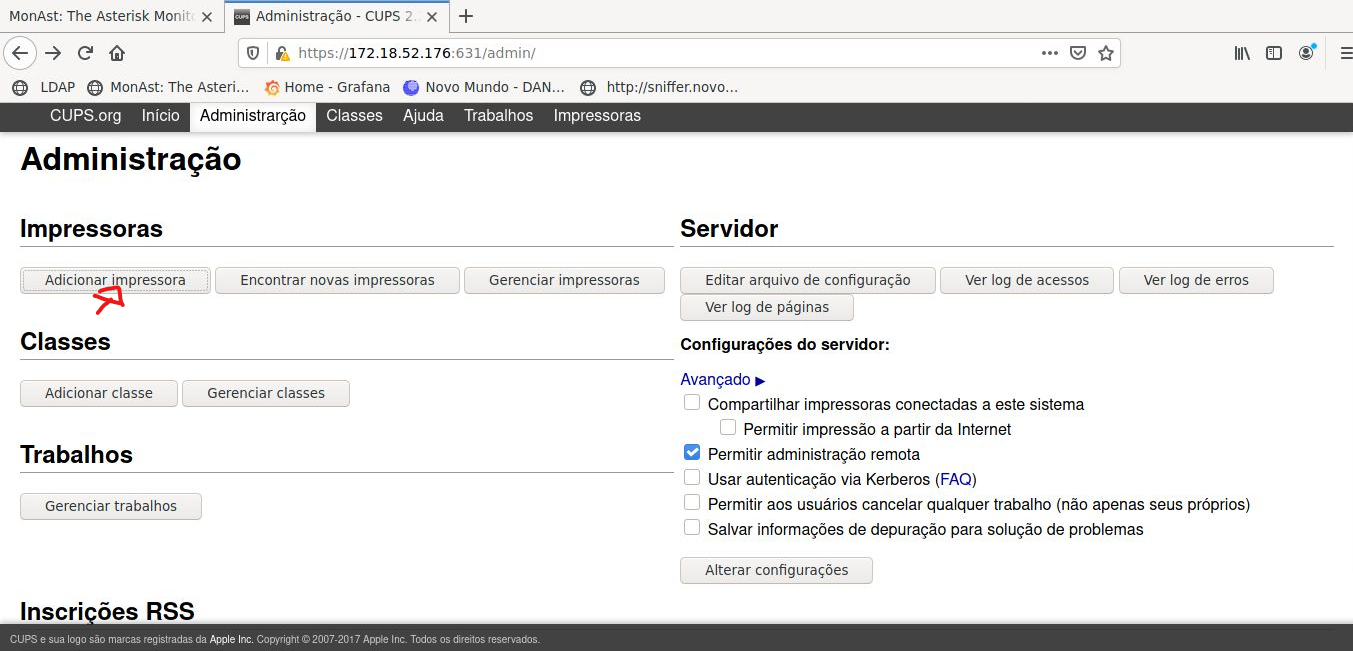 MonAst: The Asterisk Monito
CUPS Administração - CUPS 2...
https://172.18.52.176:631/admin/
LDAP MonAst: The Asteri... Home - Grafana Novo Mundo - DAN... http://sniffer.novo...
CUPS.org Início Administrarção Classes Ajuda Trabalhos Impressoras
Administração
Impressoras
Adicionar impressora Encontrar novas impressoras Gerenciar impressoras
Classes
Adicionar classe Gerenciar classes
Trabalhos
Gerenciar trabalhos
Inscrições RSS
Servidor
Editar arquivo de configuração Ver log de acessos Ver log de erros
Ver log de páginas
Configurações do servidor:
Avançado ▶
Compartilhar impressoras conectadas a este sistema
Permitir impressão a partir da Internet
Permitir administração remota
Usar autenticação via Kerberos (FAQ)
Permitir aos usuários cancelar qualquer trabalho (não apenas seus próprios)
Salvar informações de depuração para solução de problemas
Alterar configurações
CUPS e sua logo são marcas registradas da Apple Inc. Copyright © 2007-2017 Apple Inc. Todos os direitos reservados.